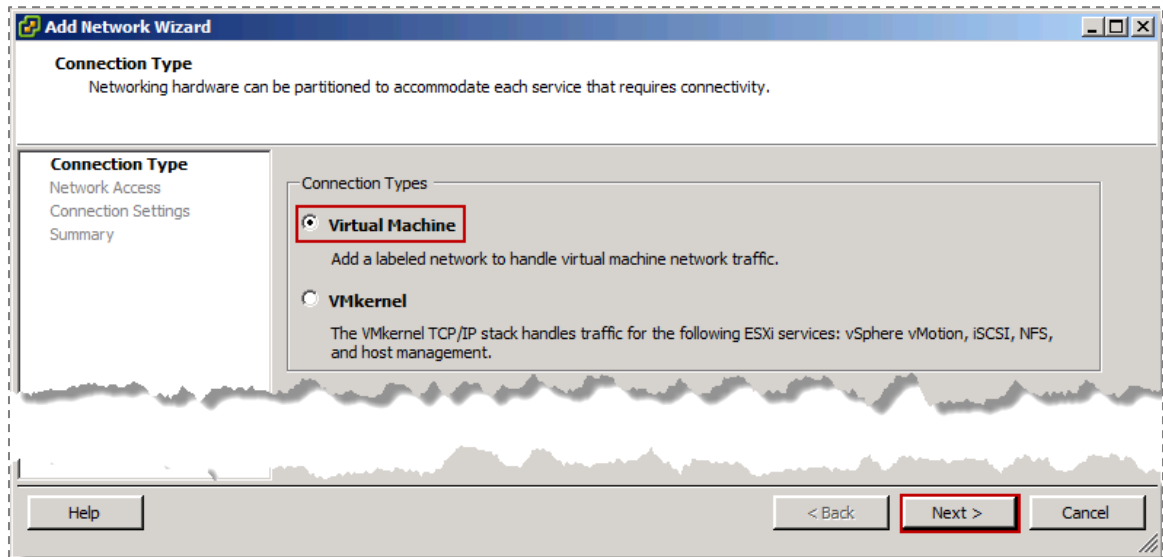 Add Network Wizard
Connection Type
Networking hardware can be partitioned to accommodate each service that requires connectivity.
Connection Type
Network Access
Connection Settings
Summary
Connection Types
Virtual Machine
Add a labeled network to handle virtual machine network traffic.
VMkernel
The VMkernel TCP/IP stack handles traffic for the following ESXi services: vSphere vMotion, iSCSI, NFS,
and host management.
Help
< Back
Next >
Cancel